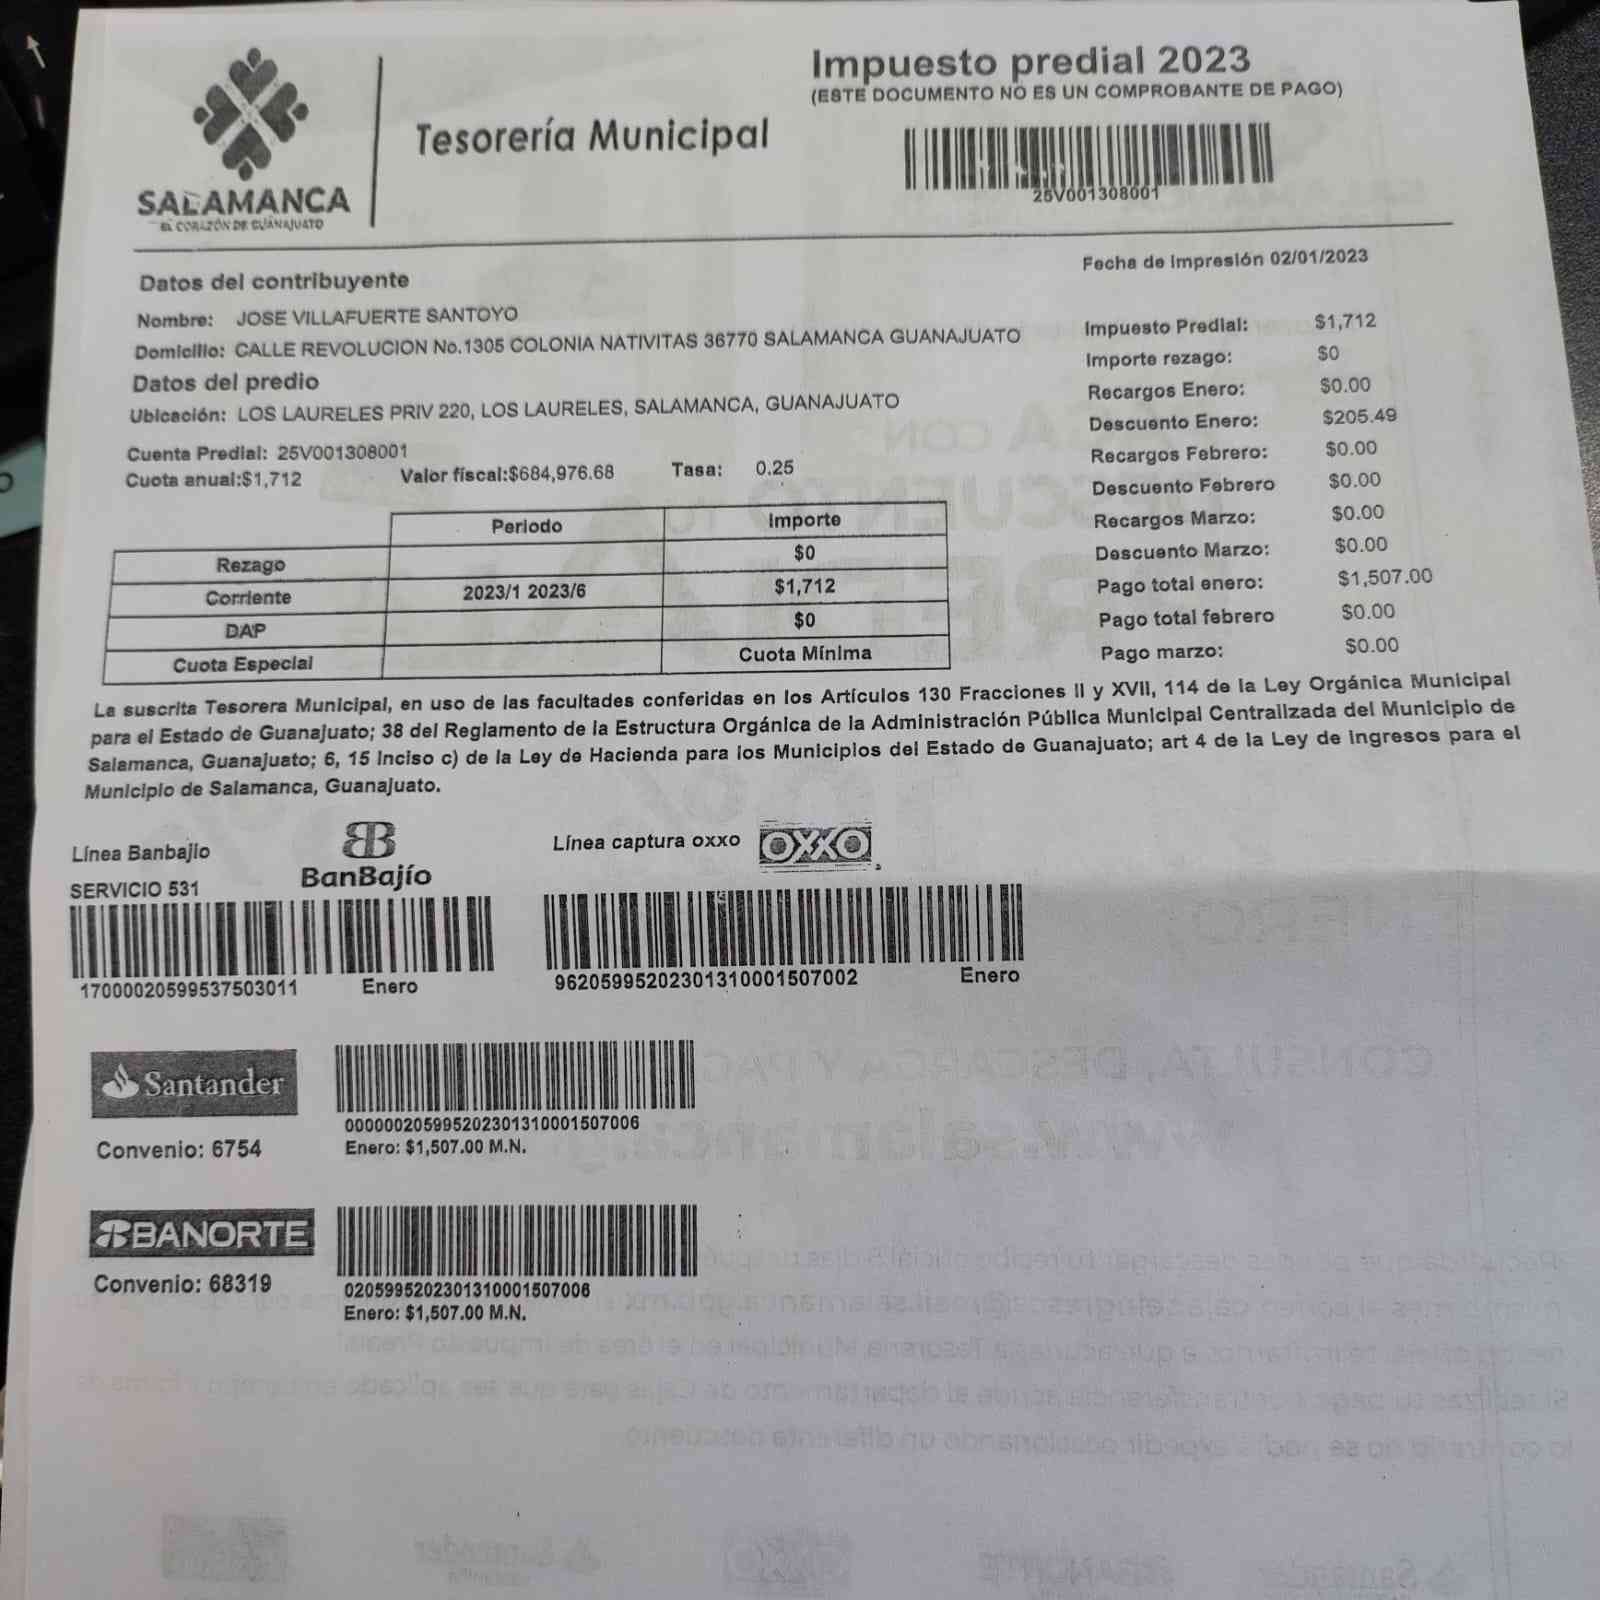 Impuesto predial 2023
(ESTE DOCUMENTO NO ES UN COMPROBANTE DE PAGO)
Tesorería Municipal
SALAMANCA
EL CORAZÓN DE GUANAJUATO
25V001308001
Fecha de impresión 02/01/2023
Datos del contribuyente
Nombre: JOSE VILLAFUERTE SANTOYO
Domicilio: CALLE REVOLUCION No.1305 COLONIA NATIVITAS 36770 SALAMANCA GUANAJUATO
Datos del predio
Ubicación: LOS LAURELES PRIV 220, LOS LAURELES, SALAMANCA, GUANAJUATO
Cuenta Predial: 25V001308001
Cuota anual:$1,712 Valor fiscal:$684,976.68 Tasa: 0.25
Impuesto Predial: $1,712
Importe rezago: $0
Recargos Enero: $0.00
Descuento Enero: $205.49
Recargos Febrero: $0.00
Descuento Febrero $0.00
Recargos Marzo: $0.00
Descuento Marzo: $0.00
Pago total enero: $1,507.00
Pago total febrero $0.00
Pago marzo: $0.00
Periodo Importe
Rezago $0
Corriente 2023/1 2023/6 $1,712
DAP $0
Cuota Especial Cuota Mínima
La suscrita Tesorera Municipal, en uso de las facultades conferidas en los Artículos 130 Fracciones II y XVII, 114 de la Ley Orgánica Municipal
para el Estado de Guanajuato; 38 del Reglamento de la Estructura Orgánica de la Administración Pública Municipal Centralizada del Municipio de
Salamanca, Guanajuato; 6, 15 Inciso c) de la Ley de Hacienda para los Municipios del Estado de Guanajuato; art 4 de la Ley de Ingresos para el
Municipio de Salamanca, Guanajuato.
Línea Banbajio
BanBajío
SERVICIO 531
17000020599537503011 Enero
Línea captura oxxo OXXO
962059952023013100015070​02 Enero
Santander
Convenio: 6754
000000205995202301310001507006
Enero: $1,507.00 M.N.
BANORTE
Convenio: 68319
0205995202301310001507006
Enero: $1,507.00 M.N.